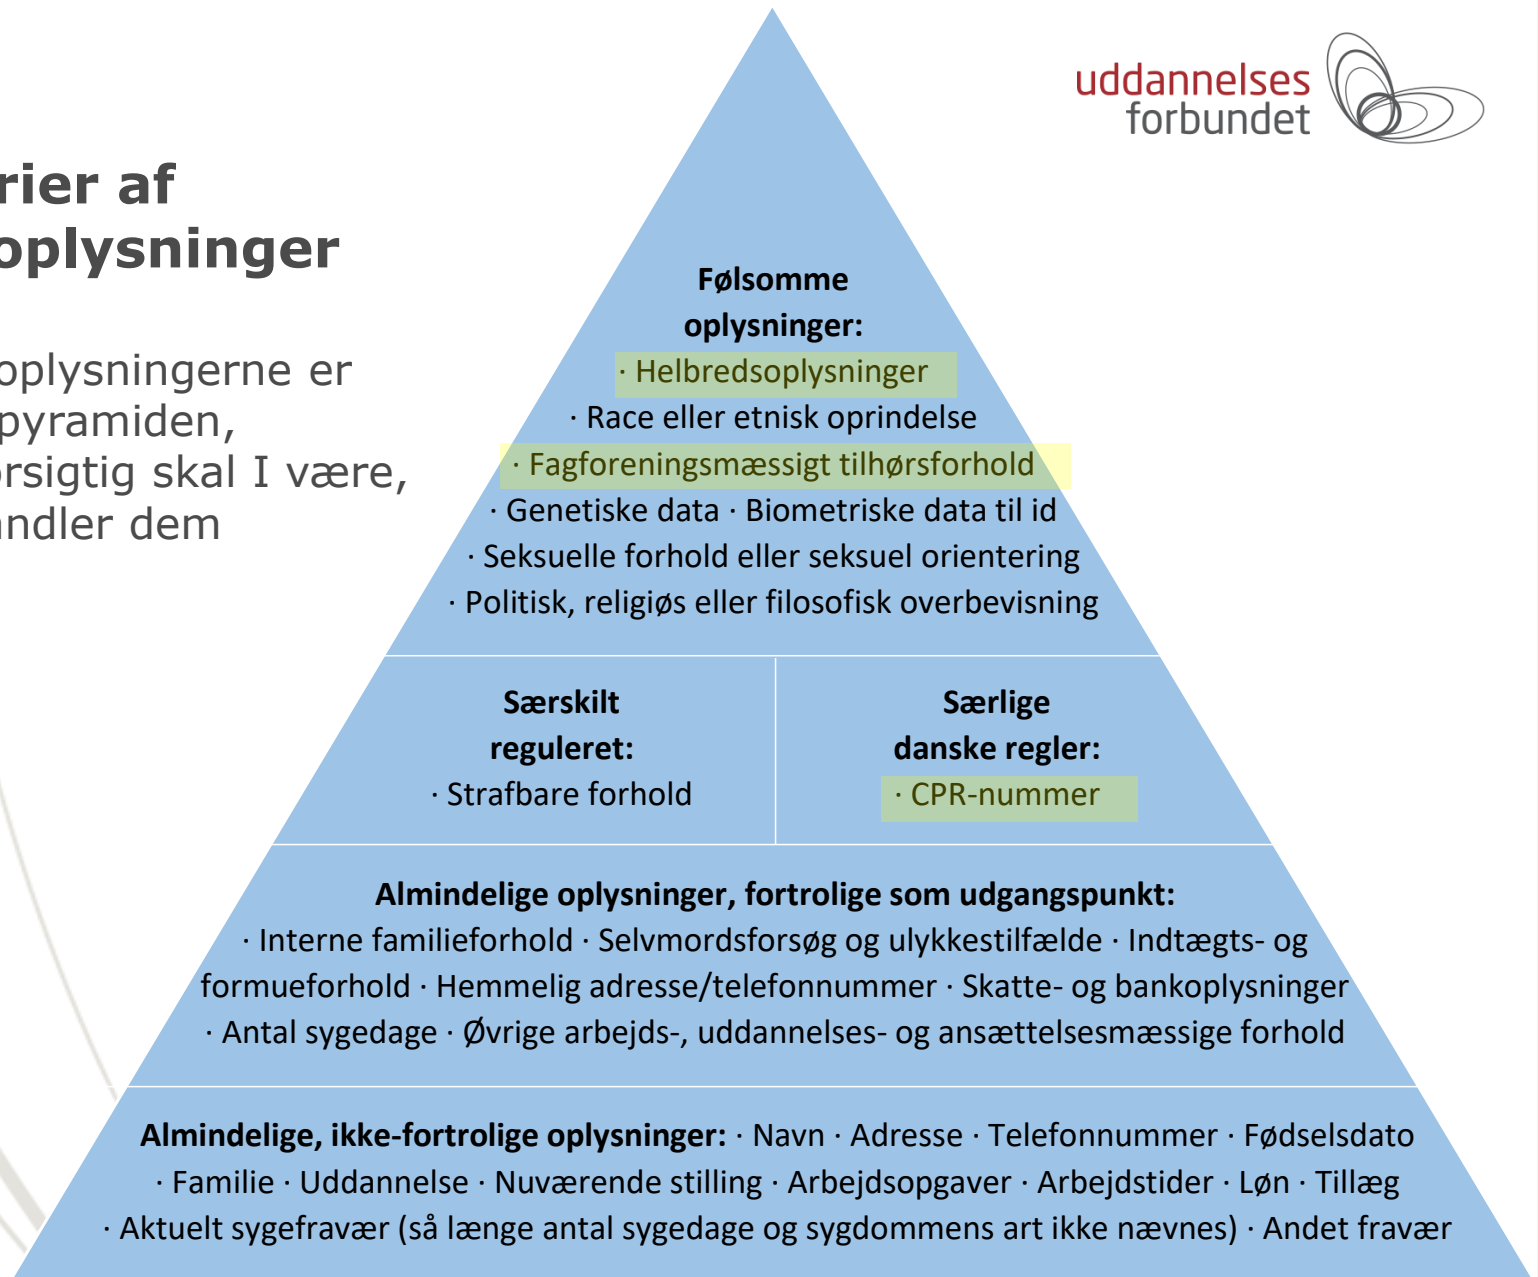 uddannelses
forbundet
rier af
oplysninger
oplysningerne er
pyramiden,
orsigtig skal I være,
andler dem
Følsomme
oplysninger:
· Helbredsoplysninger
· Race eller etnisk oprindelse
· Fagforeningsmæssigt tilhørsforhold
· Genetiske data · Biometriske data til id
· Seksuelle forhold eller seksuel orientering
· Politisk, religiøs eller filosofisk overbevisning
Særskilt
reguleret:
· Strafbare forhold
Særlige
danske regler:
· CPR-nummer
Almindelige oplysninger, fortrolige som udgangspunkt:
· Interne familieforhold · Selvmordsforsøg og ulykkestilfælde · Indtægts- og
formueforhold · Hemmelig adresse/telefonnummer · Skatte- og bankoplysninger
· Antal sygedage · Øvrige arbejds-, uddannelses- og ansættelsesmæssige forhold
Almindelige, ikke-fortrolige oplysninger: · Navn · Adresse · Telefonnummer · Fødselsdato
· Familie · Uddannelse · Nuværende stilling · Arbejdsopgaver · Arbejdstider · Løn · Tillæg
· Aktuelt sygefravær (så længe antal sygedage og sygdommens art ikke nævnes) · Andet fravær